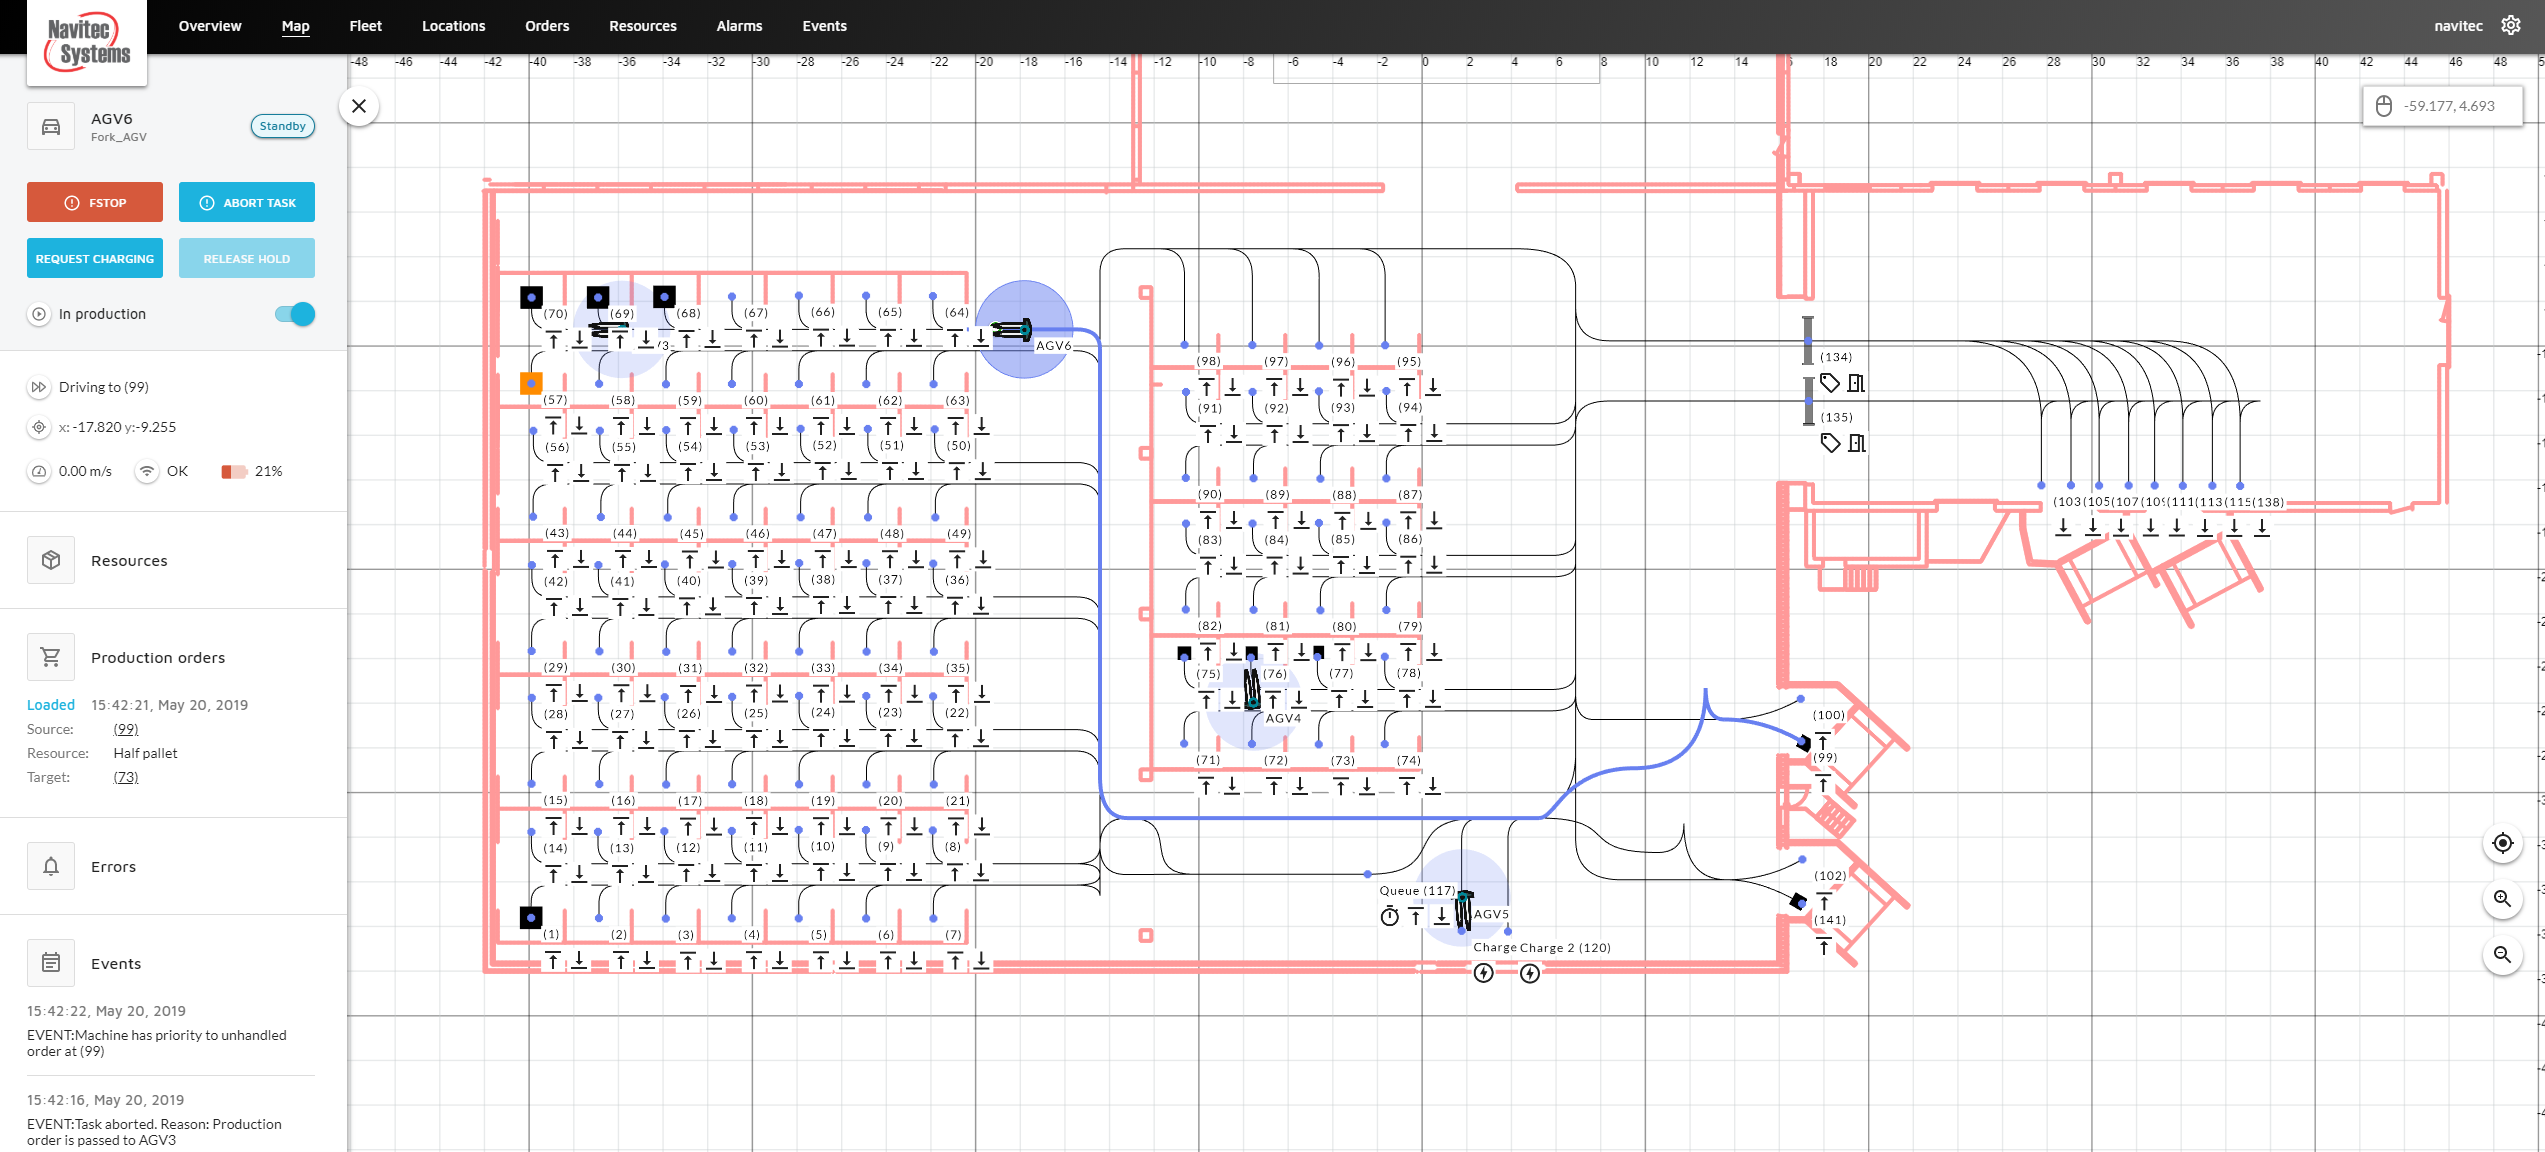 Navitec Systems
Overview Map Fleet Locations Orders Resources Alarms Events navitec
-48 -46 -44 -42 -40 -38 -36 -34 -32 -30 -28 -26 -24 -22 -20 -18 -16 -14 -12 -10 -8 -6 -4 -2 0 2 4 6 8 10 12 14 18 20 22 24 26 28 30 32 34 36 38 40 42 44 46 48
-59.177, 4.693
AGV6
Fork_AGV
Standby
FSTOP ABORT TASK
REQUEST CHARGING RELEASE HOLD
In production
Driving to (99)
x: -17.820 y:-9.255
0.00 m/s OK 21%
Resources
Production orders
Loaded 15:42:21, May 20, 2019
Source: (99)
Resource: Half pallet
Target: (73)
Errors
Events
15:42:22, May 20, 2019
EVENT:Machine has priority to unhandled
order at (99)
15:42:16, May 20, 2019
EVENT:Task aborted. Reason: Production
order is passed to AGV3
(70) (69) (68) (67) (66) (65) (64)
AGV6
(57) (58) (59) (60) (61) (62) (63)
(56) (55) (54) (53) (52) (51) (50)
(43) (44) (45) (46) (47) (48) (49)
(42) (41) (40) (39) (38) (37) (36)
(29) (30) (31) (32) (33) (34) (35)
(28) (27) (26) (25) (24) (23) (22)
(15) (16) (17) (18) (19) (20) (21)
(14) (13) (12) (11) (10) (9) (8)
(1) (2) (3) (4) (5) (6) (7)
(98) (97) (96) (95)
(91) (92) (93) (94)
(90) (89) (88) (87)
(83) (84) (85) (86)
(82) (81) (80) (79)
(75) (76) (77) (78)
AGV4
(71) (72) (73) (74)
Queue (117)
AGV5
Charge Charge 2 (120)
(134)
(135)
(103 (105 (107 (109 (111 (113 (115 (138)
(100)
(99)
(102)
(141)